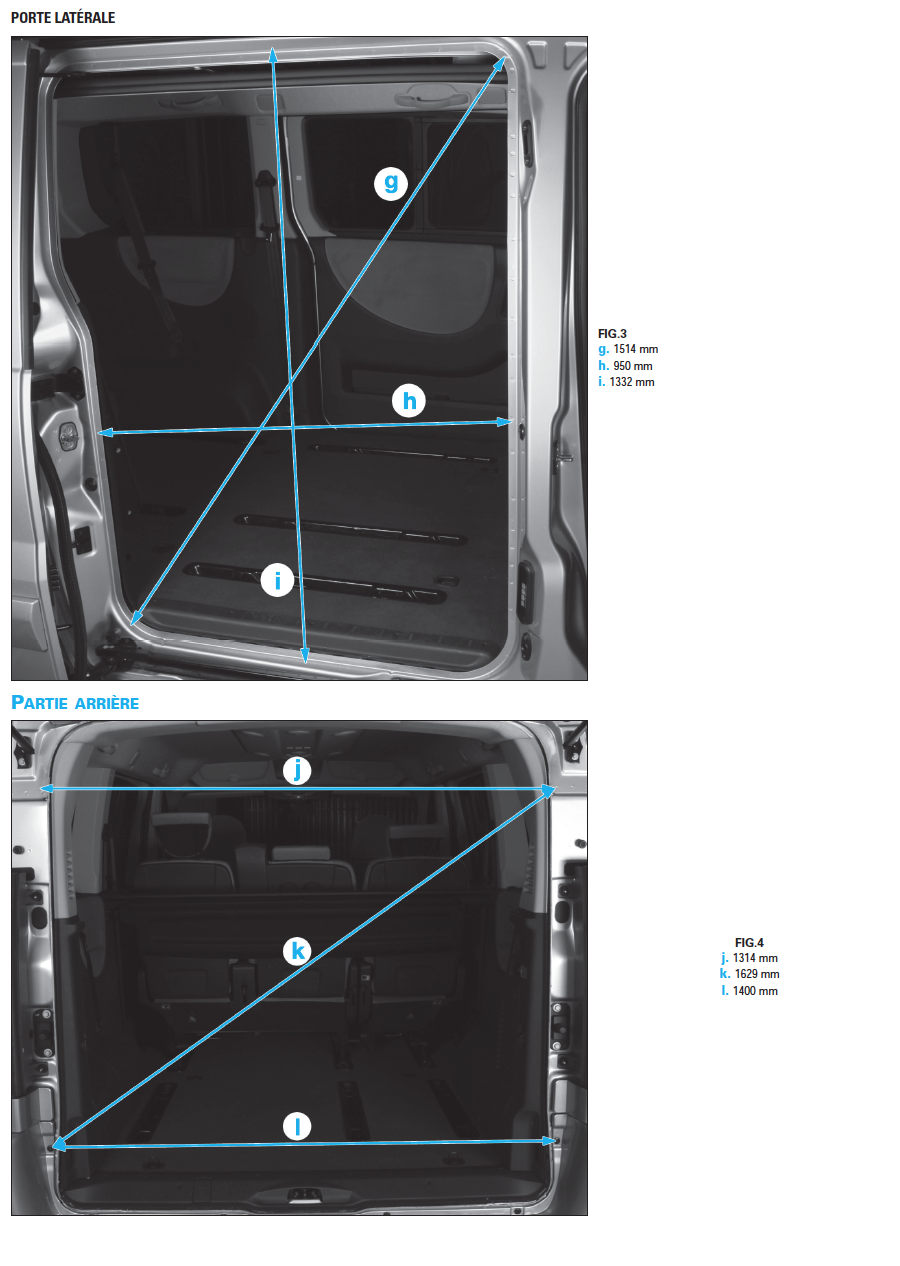 PORTE LATÉRALE
g
h
i
FIG.3
g. 1514 mm
h. 950 mm
i. 1332 mm
PARTIE ARRIÈRE
j
k
l
FIG.4
j. 1314 mm
k. 1629 mm
l. 1400 mm